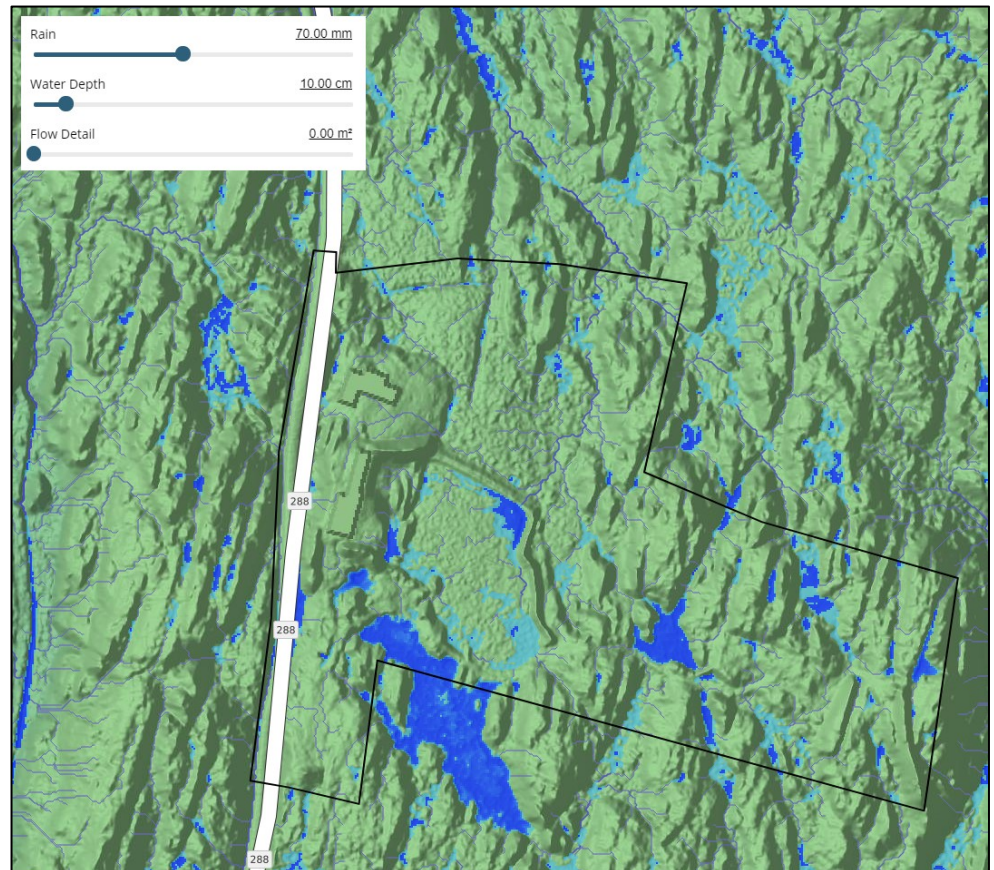 Rain 70.00 mm
Water Depth 10.00 cm
Flow Detail 0.00 m²
288
288
288